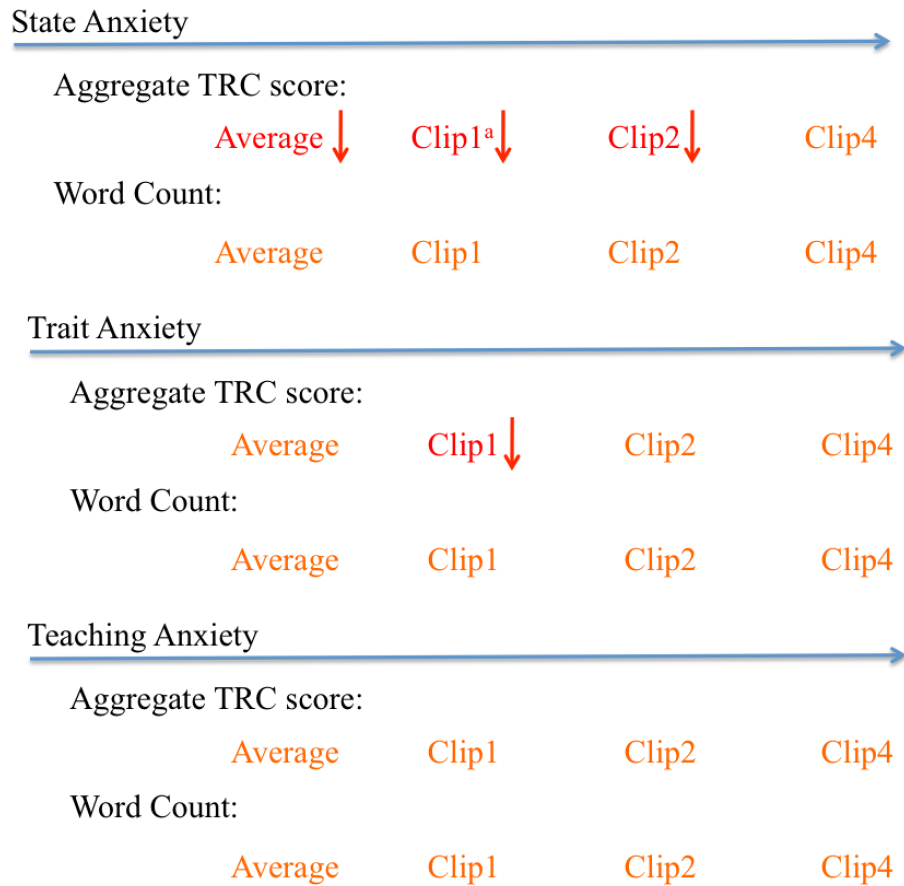 State Anxiety
Aggregate TRC score:
Average Clip1ª Clip2 Clip4
Word Count:
Average Clip1 Clip2 Clip4
Trait Anxiety
Aggregate TRC score:
Average Clip1 Clip2 Clip4
Word Count:
Average Clip1 Clip2 Clip4
Teaching Anxiety
Aggregate TRC score:
Average Clip1 Clip2 Clip4
Word Count:
Average Clip1 Clip2 Clip4